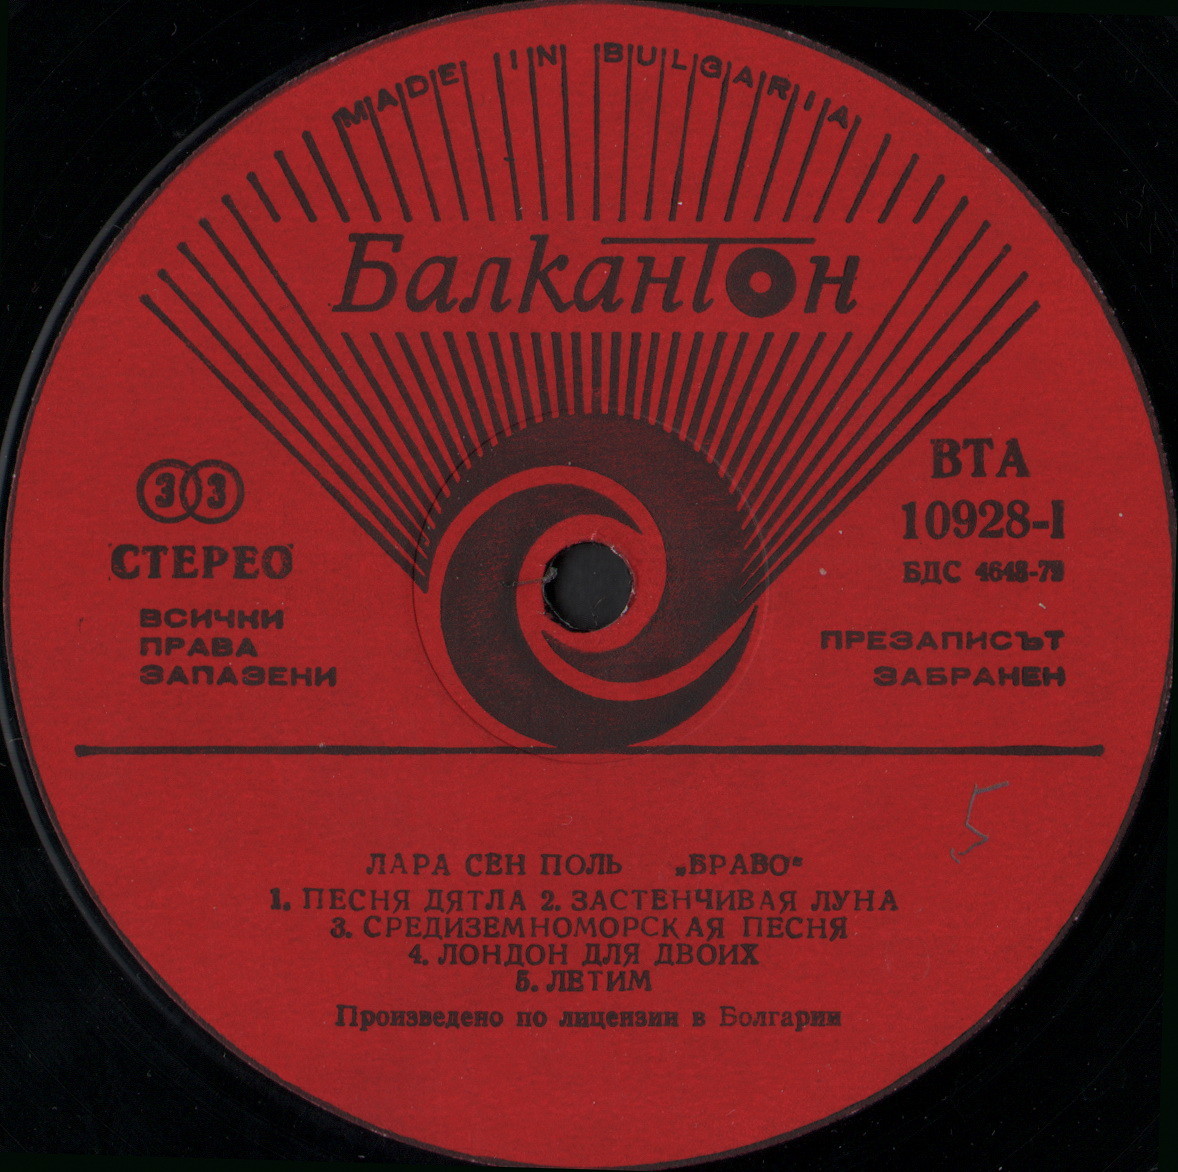 MADE IN BULGARIA
Балкантон
33
СТЕРЕО
ВСИЧКИ
ПРАВА
ЗАПАЗЕНИ
ВТА
10928-I
БДС
ПРЕЗАПИСЪТ
ЗАБРАНЕН
5
ЛАРА СЕН ПОЛЬ „БРАВО“
1. ПЕСНЯ ДЯТЛА 2. ЗАСТЕНЧИВАЯ ЛУНА
3. СРЕДИЗЕМНОМОРСКАЯ ПЕСНЯ
4. ЛОНДОН ДЛЯ ДВОИХ
5. ЛЕТИМ
Произведено по лицензии в Болгарии